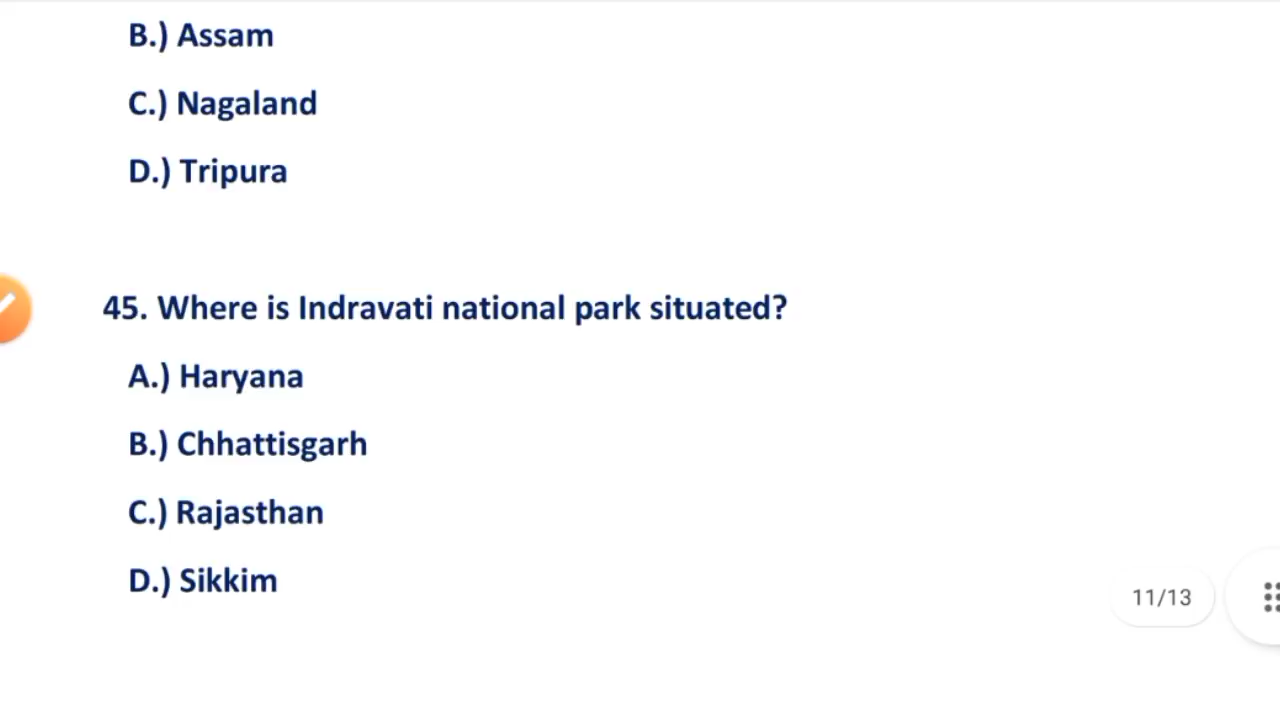 B.) Assam
C.) Nagaland
D.) Tripura
45. Where is Indravati national park situated?
A.) Haryana
B.) Chhattisgarh
C.) Rajasthan
D.) Sikkim
11/13